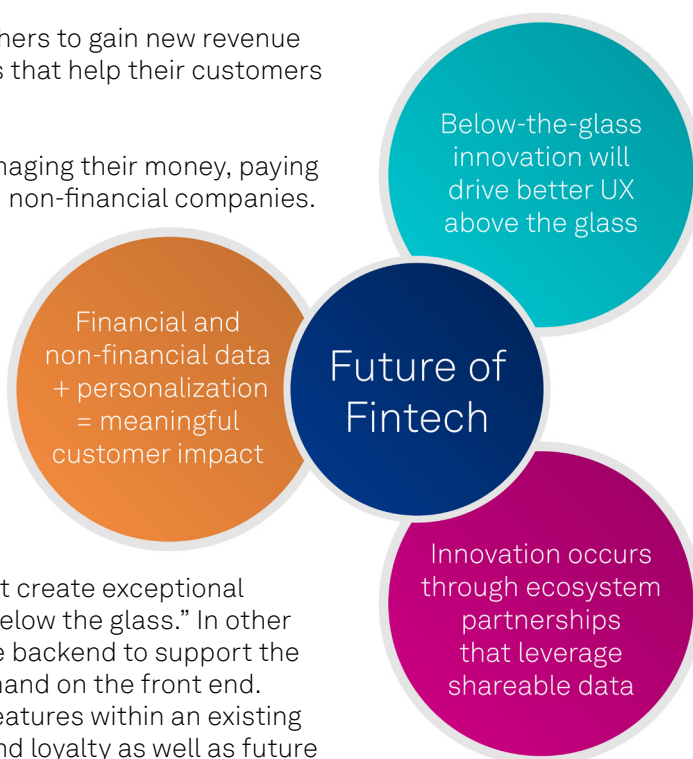 hers to gain new revenue
s that help their customers
naging their money, paying
non-financial companies.
Below-the-glass
innovation will
drive better UX
above the glass
Financial and
non-financial data
+ personalization
= meaningful
customer impact
Future of
Fintech
Innovation occurs
through ecosystem
partnerships
that leverage
shareable data
t create exceptional
elow the glass.” In other
e backend to support the
hand on the front end.
eatures within an existing
nd loyalty as well as future